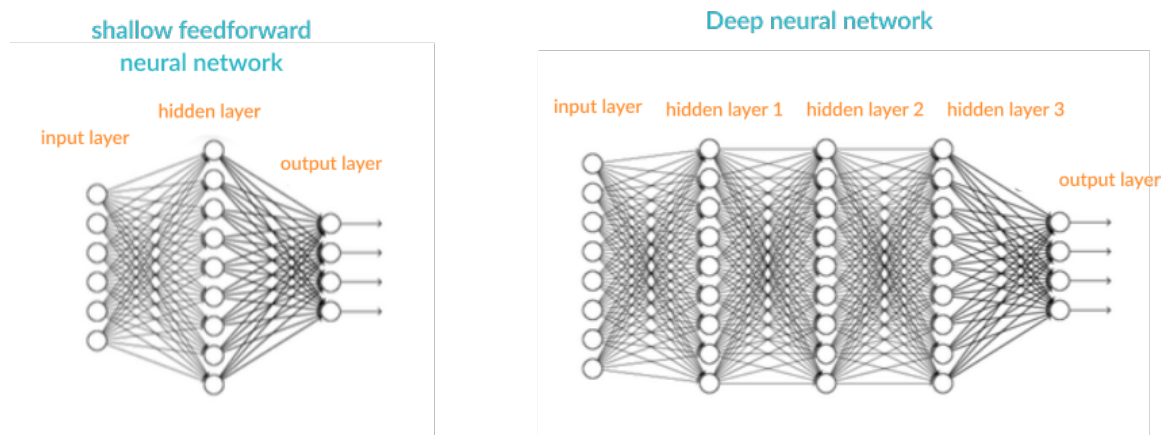 shallow feedforward
neural network
hidden layer
input layer
output layer
Deep neural network
input layer
hidden layer 1
hidden layer 2
hidden layer 3
output layer